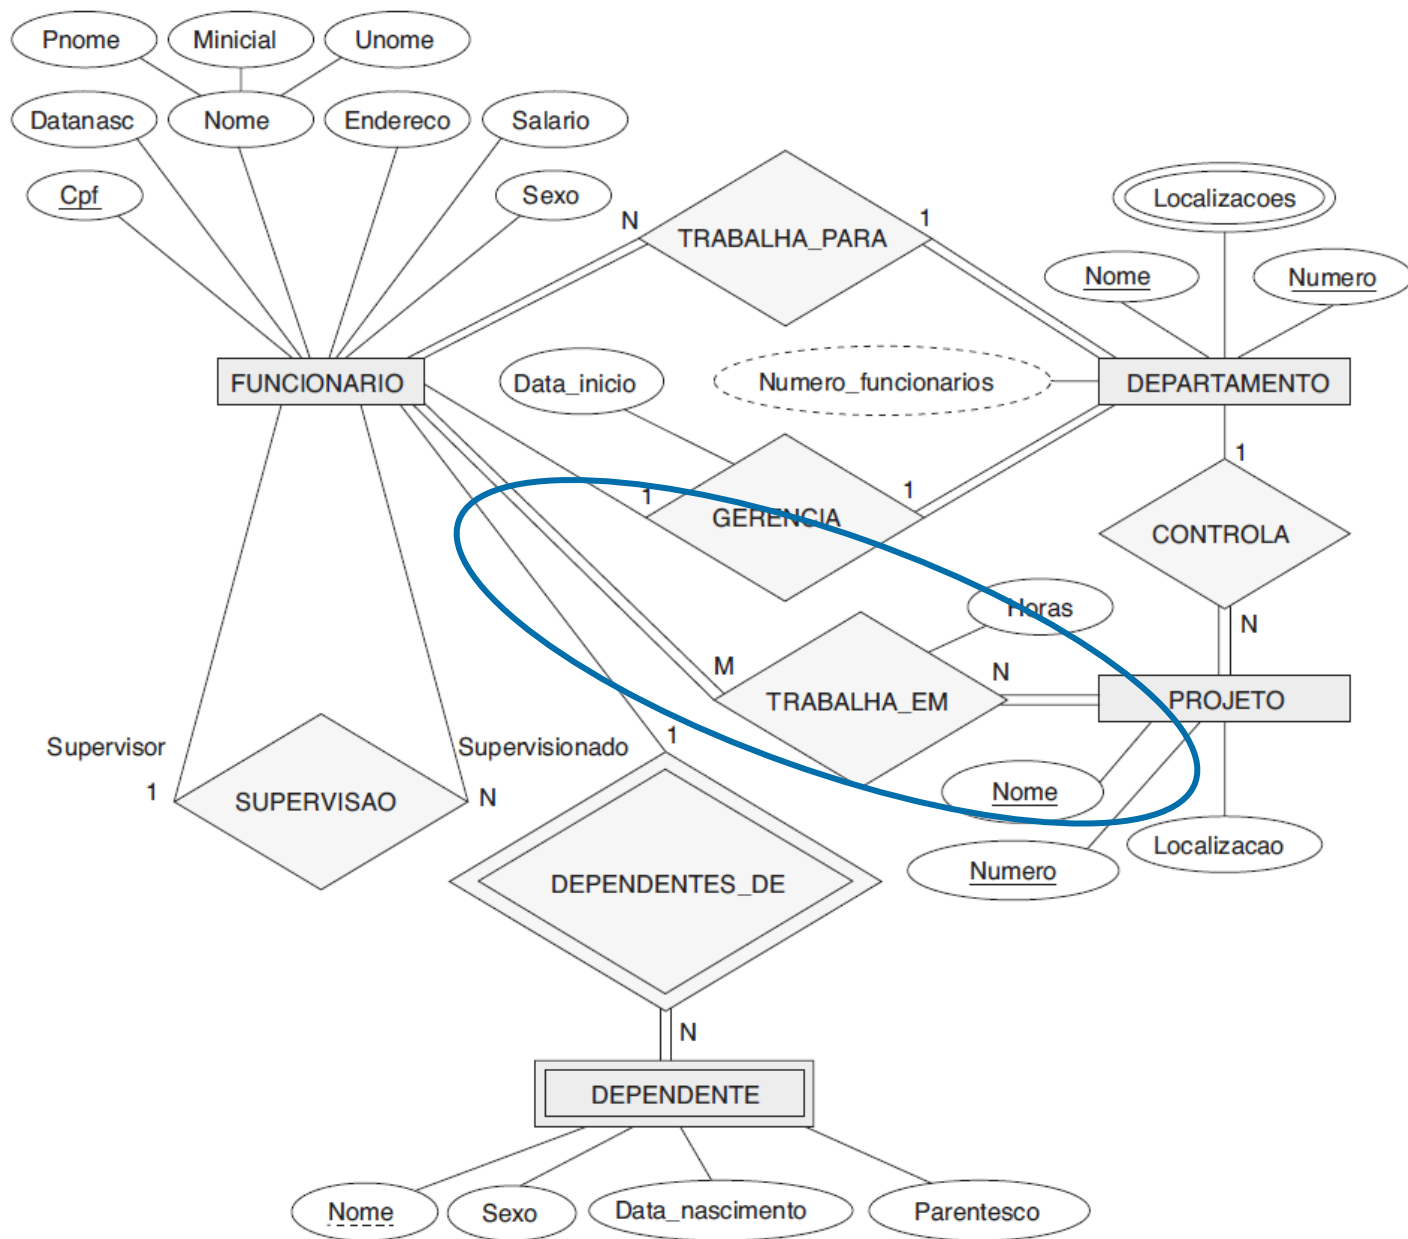 Pnome
Minicial
Unome
Datanasc
Nome
Endereco
Salario
Cpf
Sexo
N
TRABALHA_PARA
1
Localizacoes
Nome
Numero
FUNCIONARIO
Data_inicio
Numero_funcionarios
DEPARTAMENTO
1
GERENCIA
1
1
CONTROLA
N
Horas
M
TRABALHA_EM
N
PROJETO
Nome
Numero
Localizacao
Supervisor
1
SUPERVISAO
Supervisionado
N
1
DEPENDENTES_DE
N
DEPENDENTE
Nome
Sexo
Data_nascimento
Parentesco